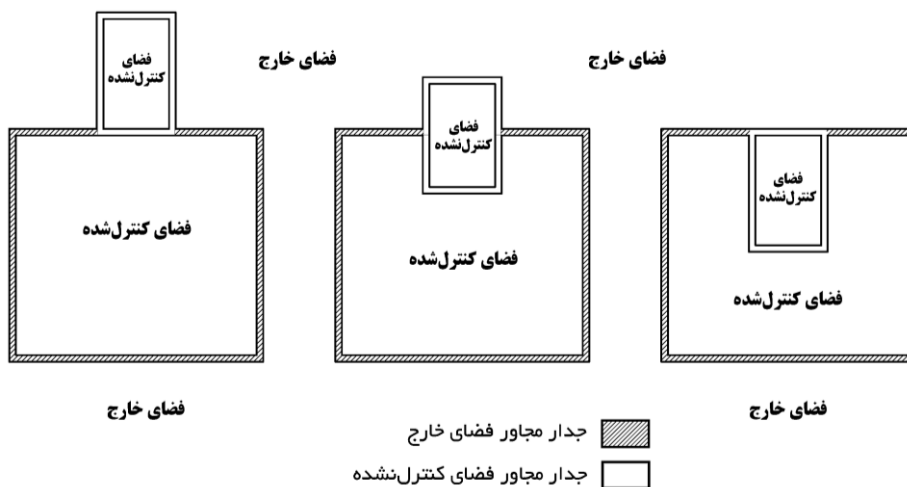 فضای
کنترل‌نشده
فضای خارج
فضای خارج
فضای
کنترل‌نشده
فضای
کنترل‌نشده
فضای کنترل‌شده
فضای کنترل‌شده
فضای کنترل‌شده
فضای خارج
فضای خارج
جدار مجاور فضای خارج
جدار مجاور فضای کنترل‌نشده